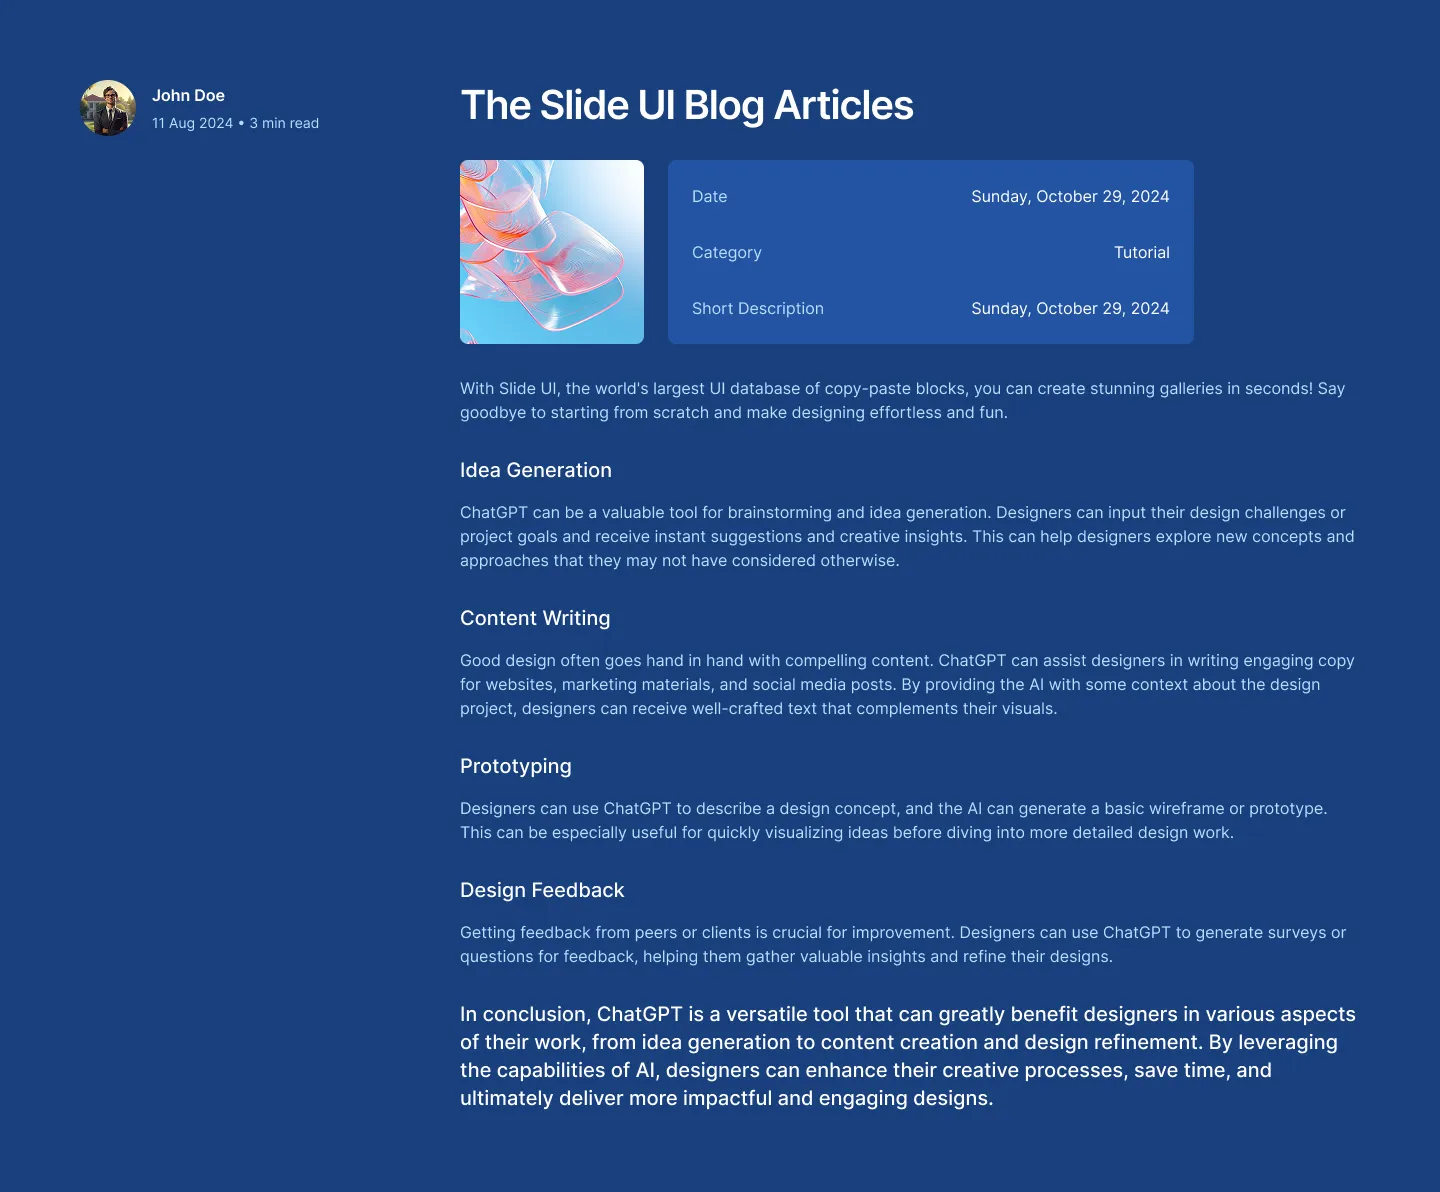 John Doe
11 Aug 2024 • 3 min read
The Slide UI Blog Articles
Date
Sunday, October 29, 2024
Category
Tutorial
Short Description
Sunday, October 29, 2024
With Slide UI, the world's largest UI database of copy-paste blocks, you can create stunning galleries in seconds! Say
goodbye to starting from scratch and make designing effortless and fun.
Idea Generation
ChatGPT can be a valuable tool for brainstorming and idea generation. Designers can input their design challenges or
project goals and receive instant suggestions and creative insights. This can help designers explore new concepts and
approaches that they may not have considered otherwise.
Content Writing
Good design often goes hand in hand with compelling content. ChatGPT can assist designers in writing engaging copy
for websites, marketing materials, and social media posts. By providing the AI with some context about the design
project, designers can receive well-crafted text that complements their visuals.
Prototyping
Designers can use ChatGPT to describe a design concept, and the AI can generate a basic wireframe or prototype.
This can be especially useful for quickly visualizing ideas before diving into more detailed design work.
Design Feedback
Getting feedback from peers or clients is crucial for improvement. Designers can use ChatGPT to generate surveys or
questions for feedback, helping them gather valuable insights and refine their designs.
In conclusion, ChatGPT is a versatile tool that can greatly benefit designers in various aspects
of their work, from idea generation to content creation and design refinement. By leveraging
the capabilities of AI, designers can enhance their creative processes, save time, and
ultimately deliver more impactful and engaging designs.